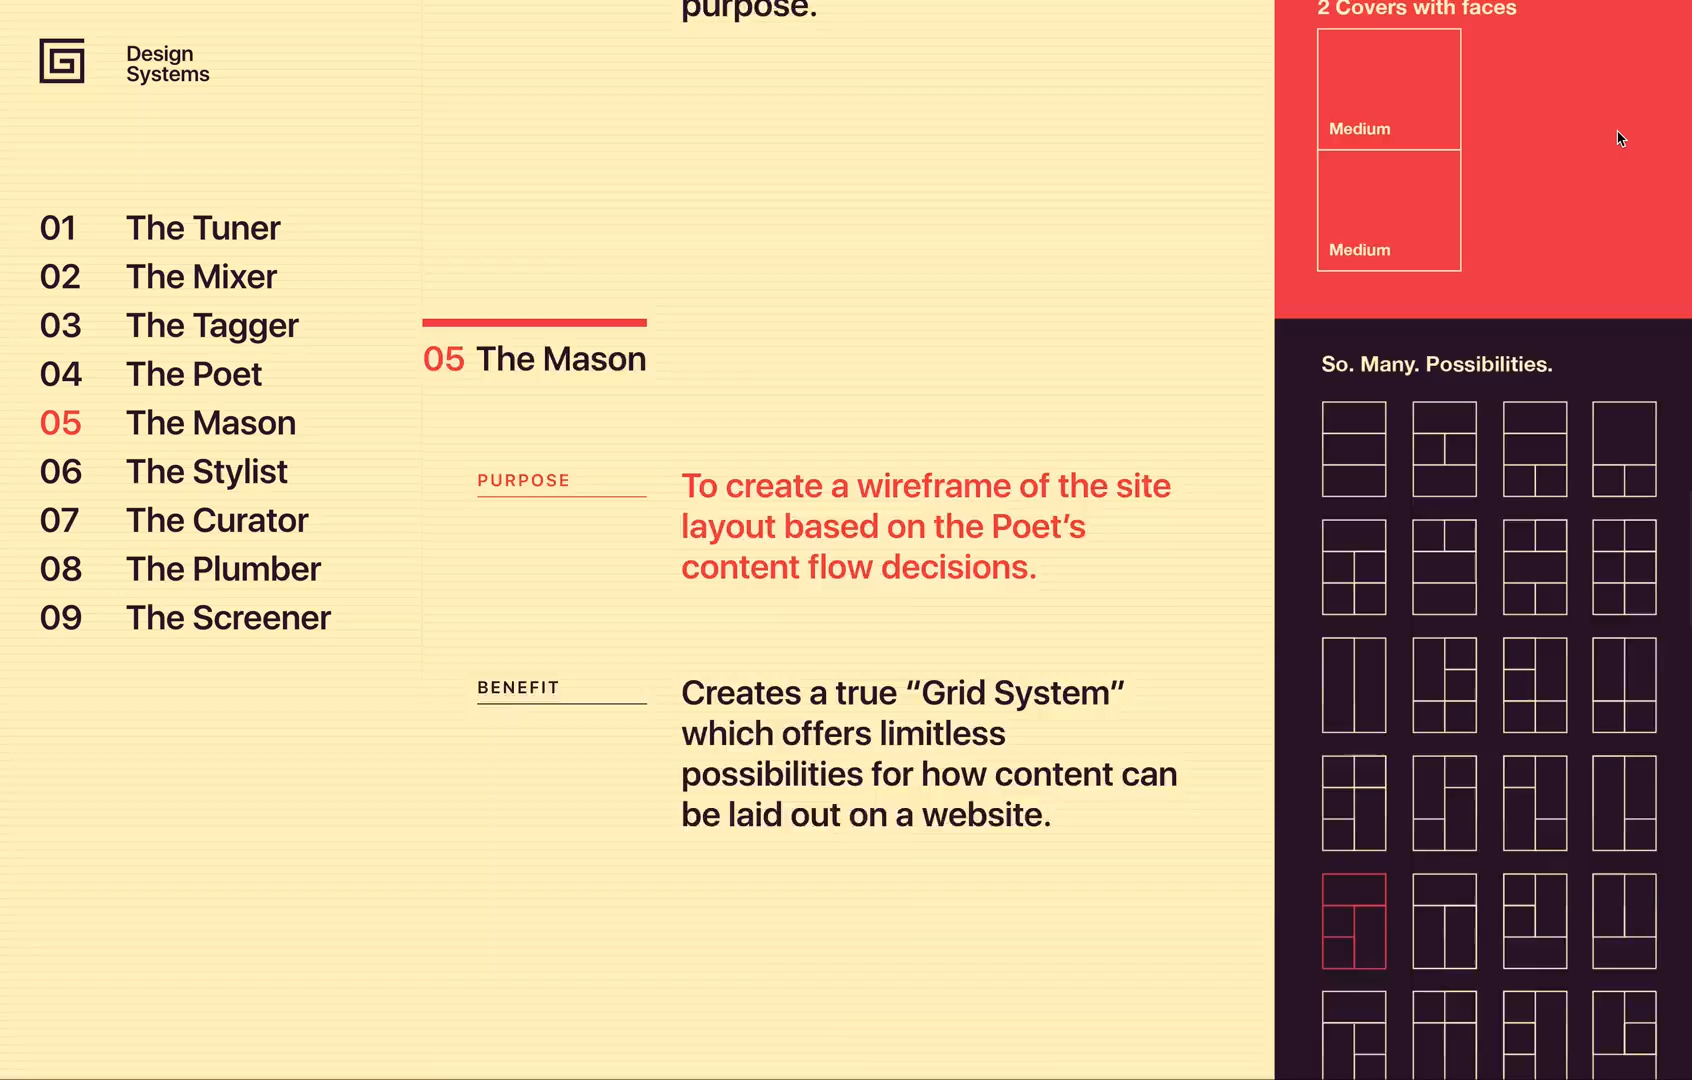 purpose.
Design
Systems
01 The Tuner
02 The Mixer
03 The Tagger
04 The Poet
05 The Mason
06 The Stylist
07 The Curator
08 The Plumber
09 The Screener
05 The Mason
PURPOSE
To create a wireframe of the site
layout based on the Poet’s
content flow decisions.
BENEFIT
Creates a true “Grid System”
which offers limitless
possibilities for how content can
be laid out on a website.
2 Covers with faces
Medium
Medium
So. Many. Possibilities.